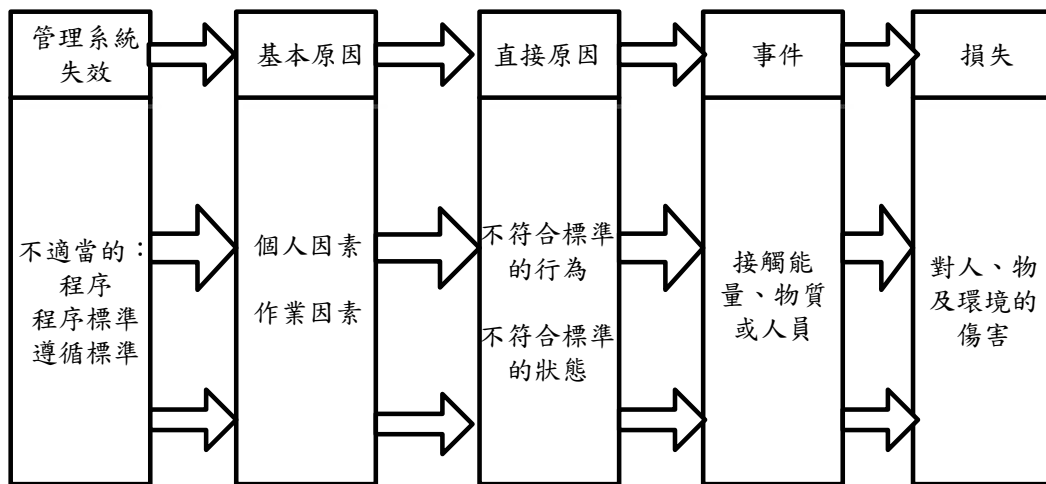 管理系統
失效
基本原因
直接原因
事件
損失
不適當的：
程序
程序標準
遵循標準
個人因素
作業因素
不符合標準
的行為
不符合標準
的狀態
接觸能
量、物質
或人員
對人、物
及環境的
傷害